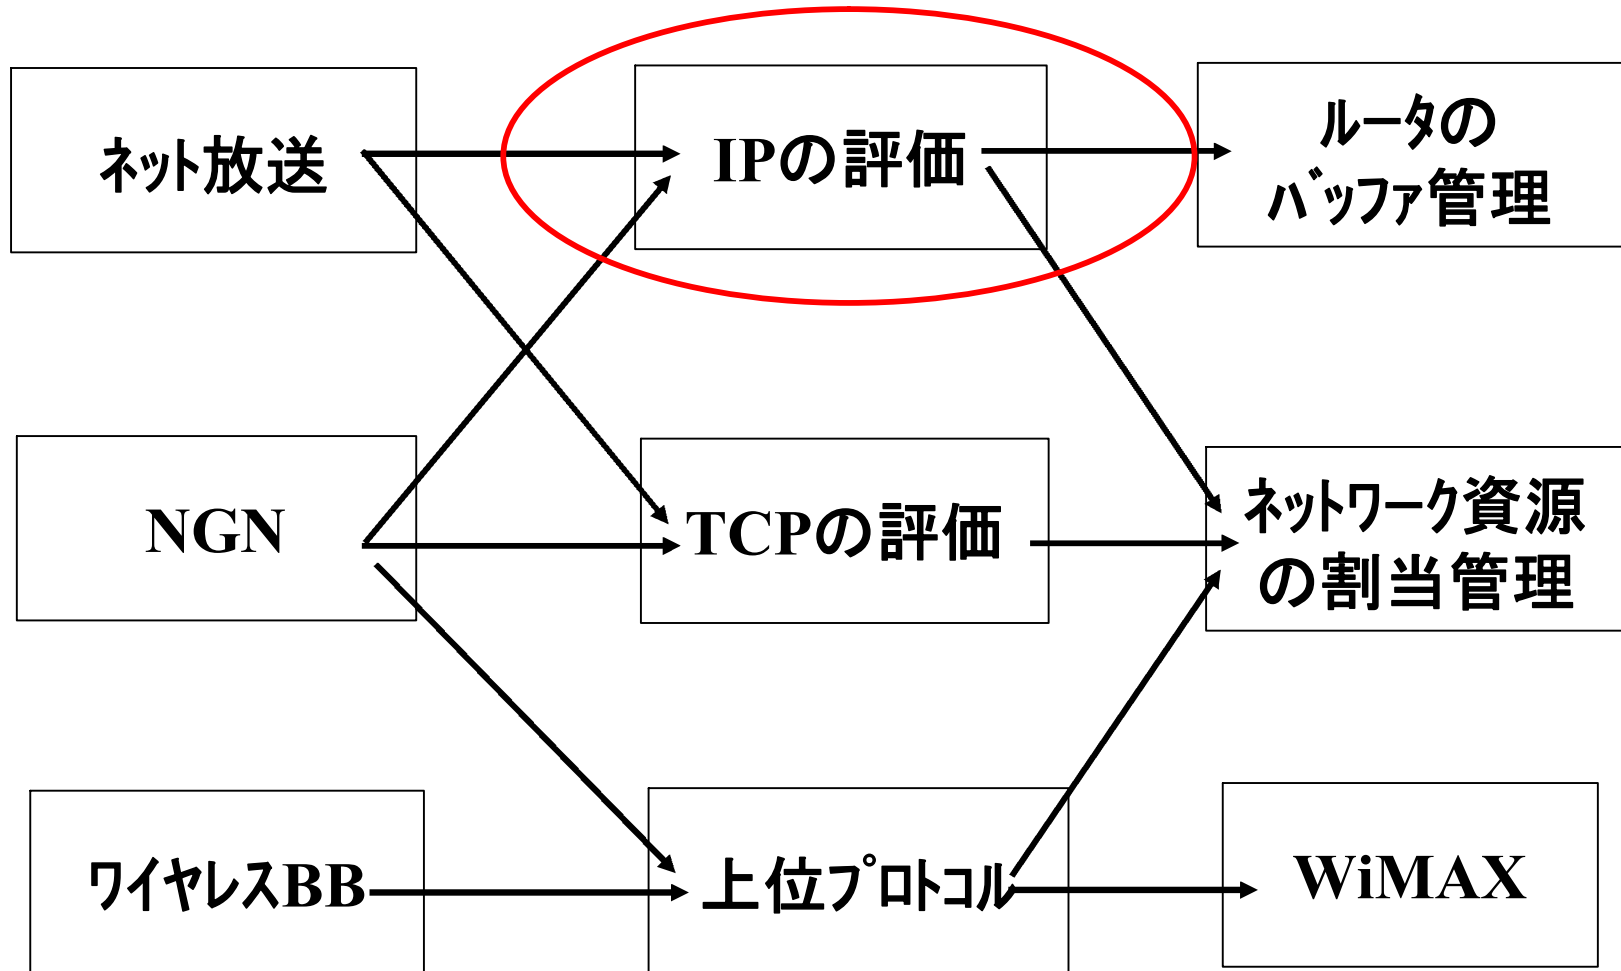 ネット放送
IPの評価
ルータの
バッファ管理
NGN
TCPの評価
ネットワーク資源
の割当管理
ワイヤレスBB
上位プロトコル
WiMAX